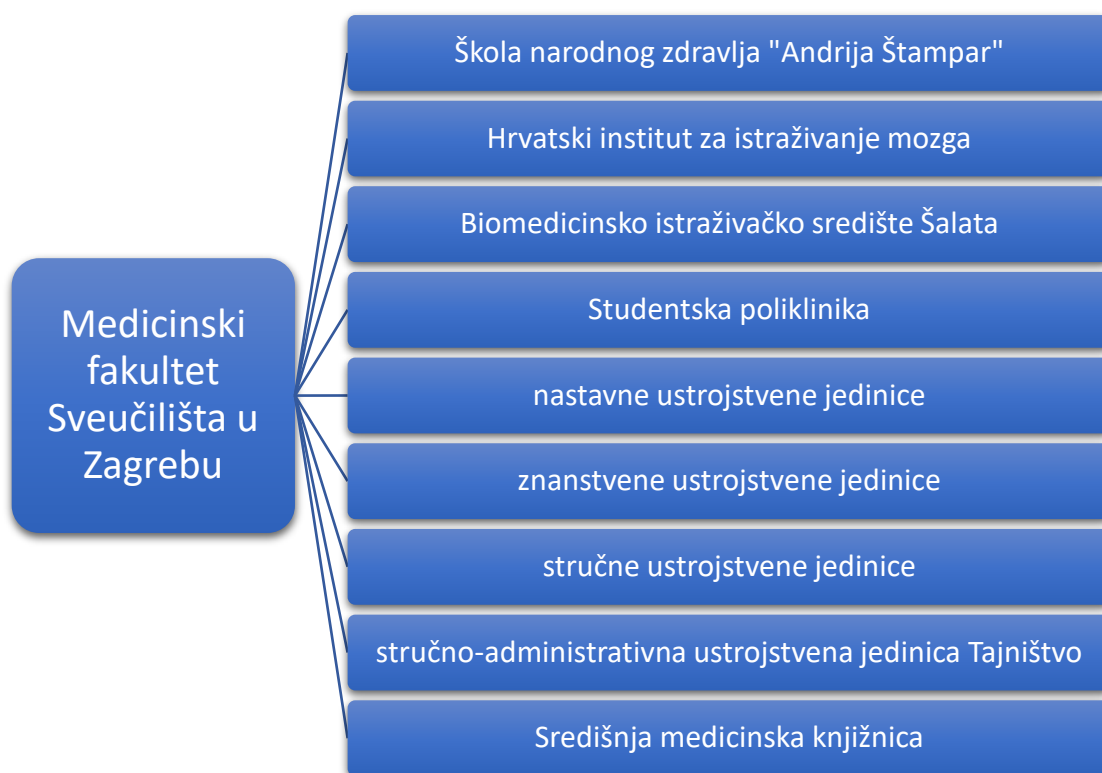 Škola narodnog zdravlja "Andrija Štampar"
Hrvatski institut za istraživanje mozga
Biomedicinsko istraživačko središte Šalata
Studentska poliklinika
Medicinski
fakultet
Sveučilišta u
Zagrebu
nastavne ustrojstvene jedinice
znanstvene ustrojstvene jedinice
stručne ustrojstvene jedinice
stručno-administrativna ustrojstvena jedinica Tajništvo
Središnja medicinska knjižnica